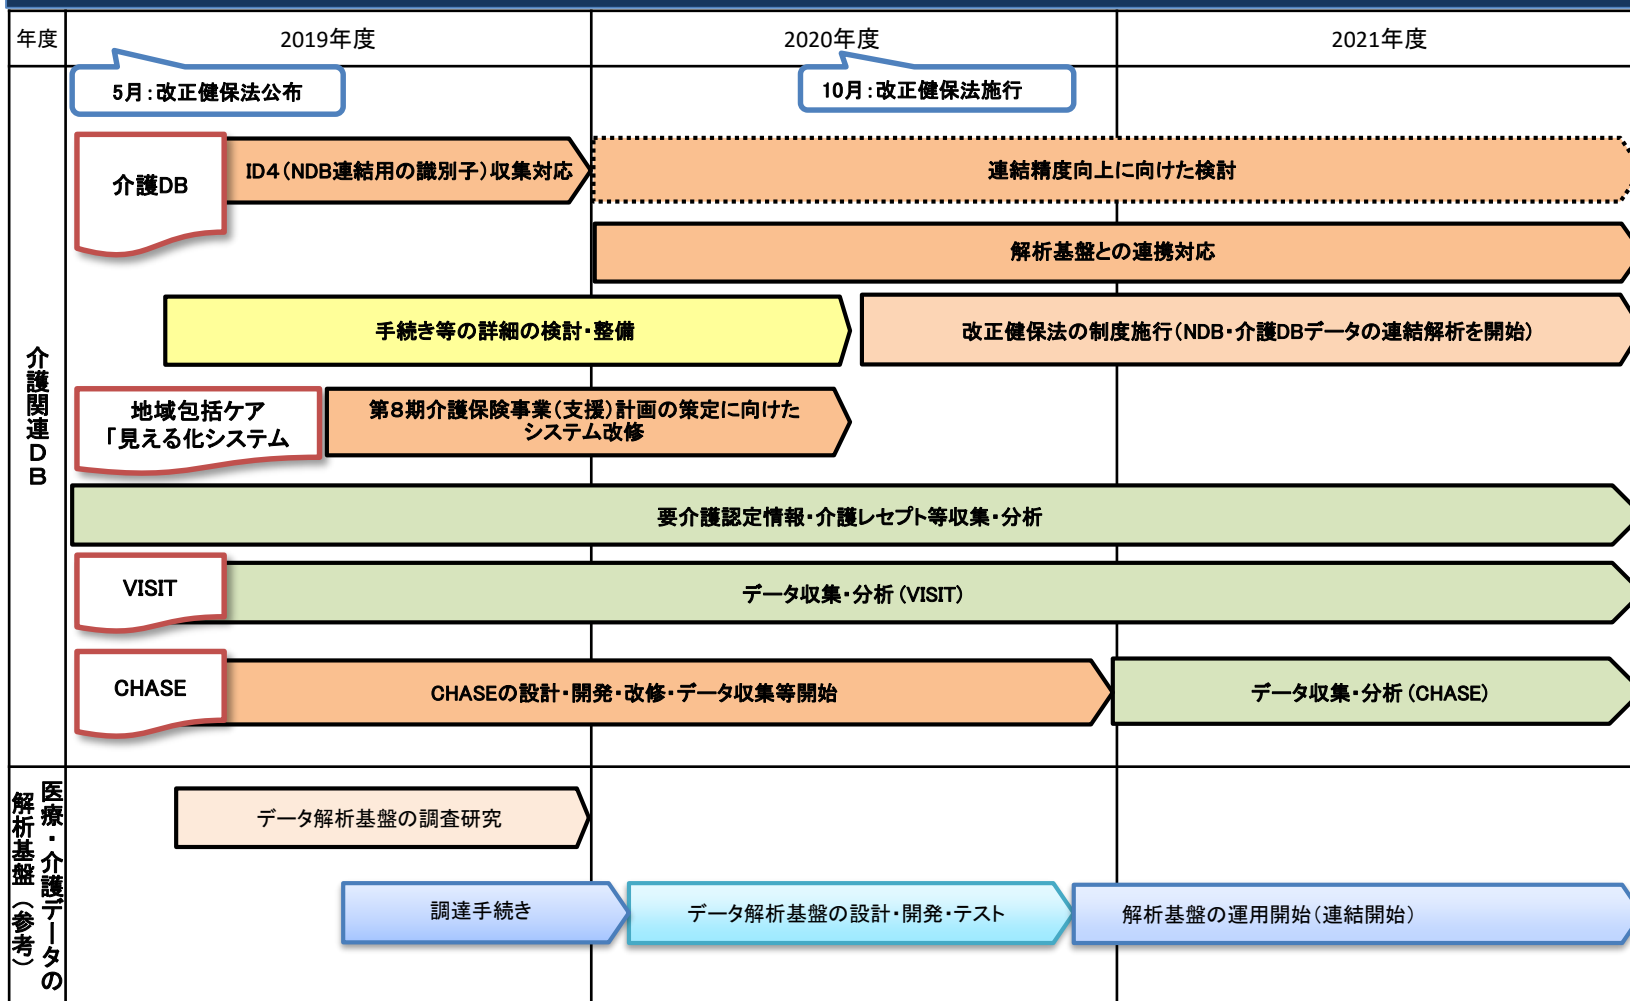 年度
2019年度
2020年度
2021年度
5月：改正健保法公布
10月：改正健保法施行
介護関連DB
介護DB
ID4（NDB連結用の識別子）収集対応
連結精度向上に向けた検討
解析基盤との連携対応
手続き等の詳細の検討・整備
改正健保法の制度施行（NDB・介護DBデータの連結解析を開始）
地域包括ケア
「見える化システム
第8期介護保険事業（支援）計画の策定に向けた
システム改修
要介護認定情報・介護レセプト等収集・分析
VISIT
データ収集・分析（VISIT）
CHASE
CHASEの設計・開発・改修・データ収集等開始
データ収集・分析（CHASE）
医療・介護データの
解析基盤（参考）
データ解析基盤の調査研究
調達手続き
データ解析基盤の設計・開発・テスト
解析基盤の運用開始（連結開始）